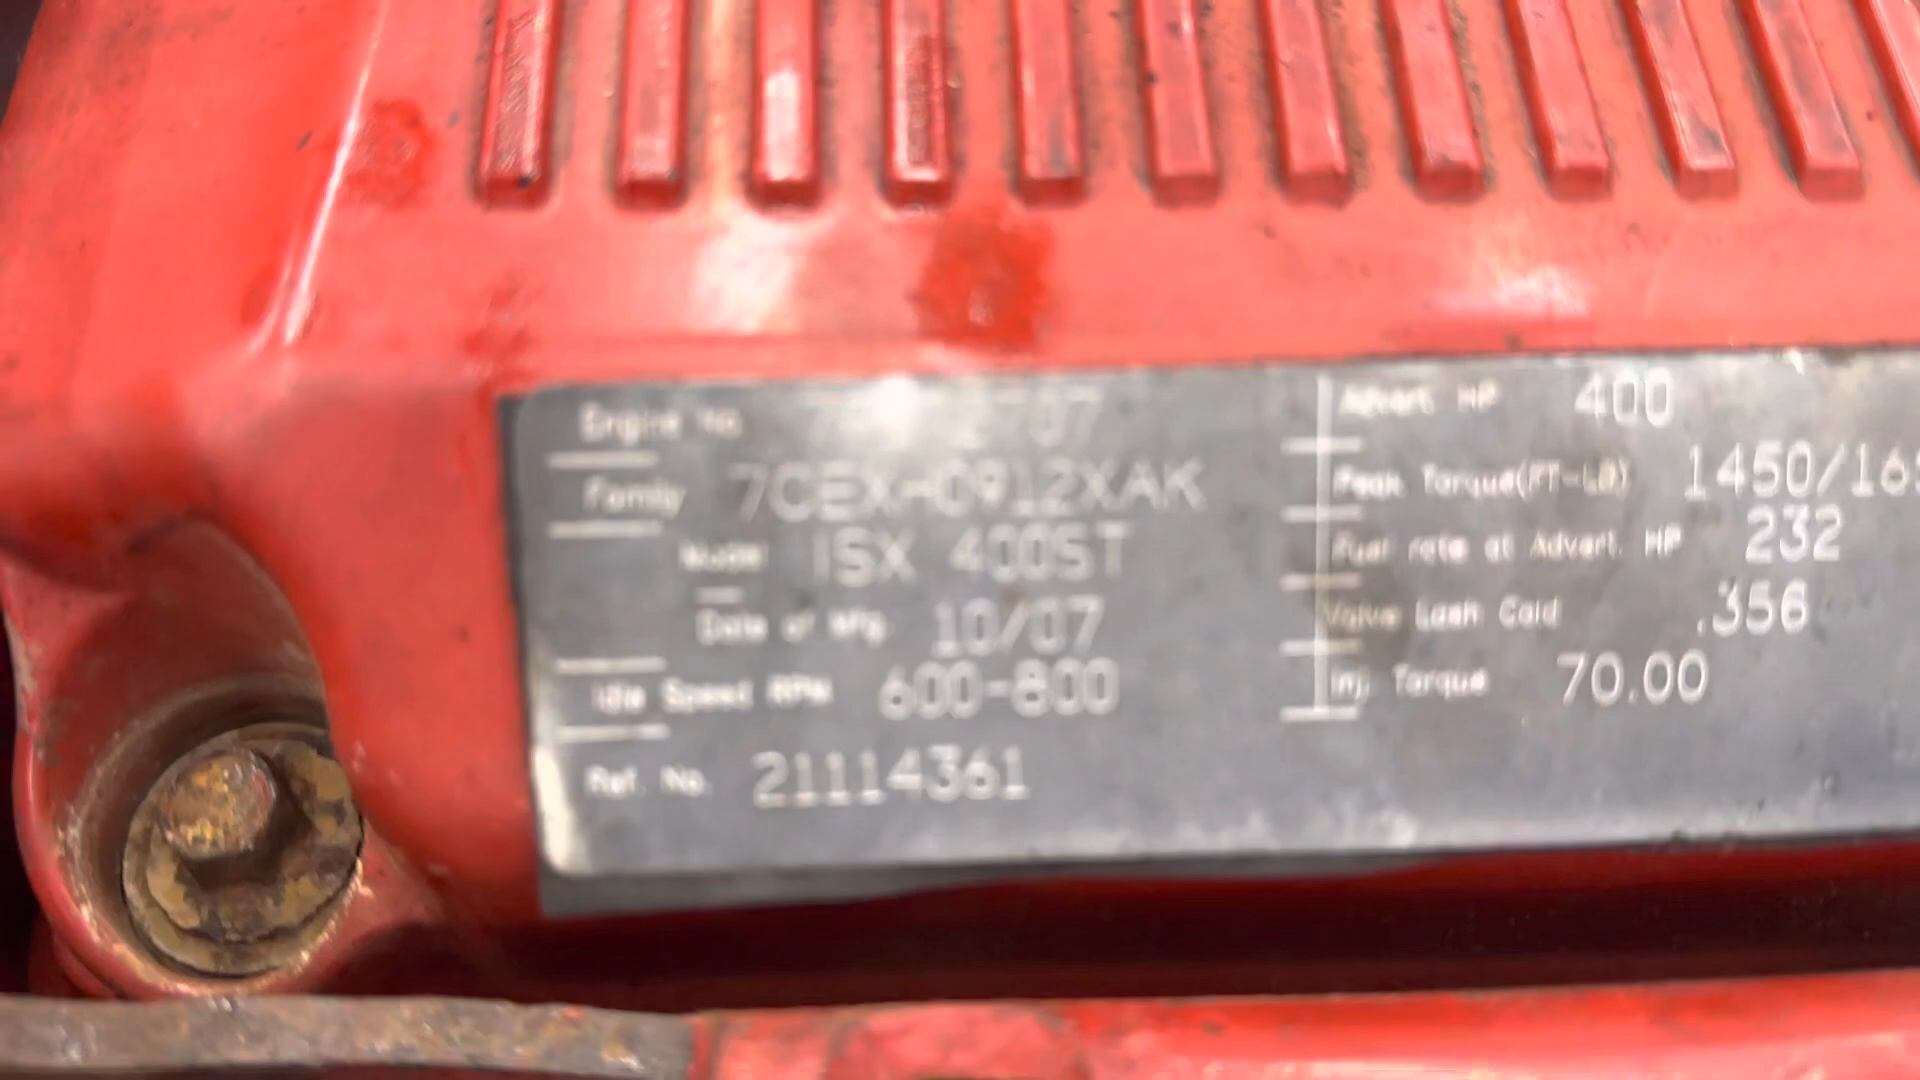 Engine No.
Family 7CEXH0912XAK
Model ISX 400ST
Date of Mfg. 10/07
Idle Speed RPM 600-800
Ref. No. 21114361
Advert. HP 400
Peak Torque(FT-LB)
Fuel rate at Advert. HP 232
Valve Lash Cold .356
Inj. Torque 70.00